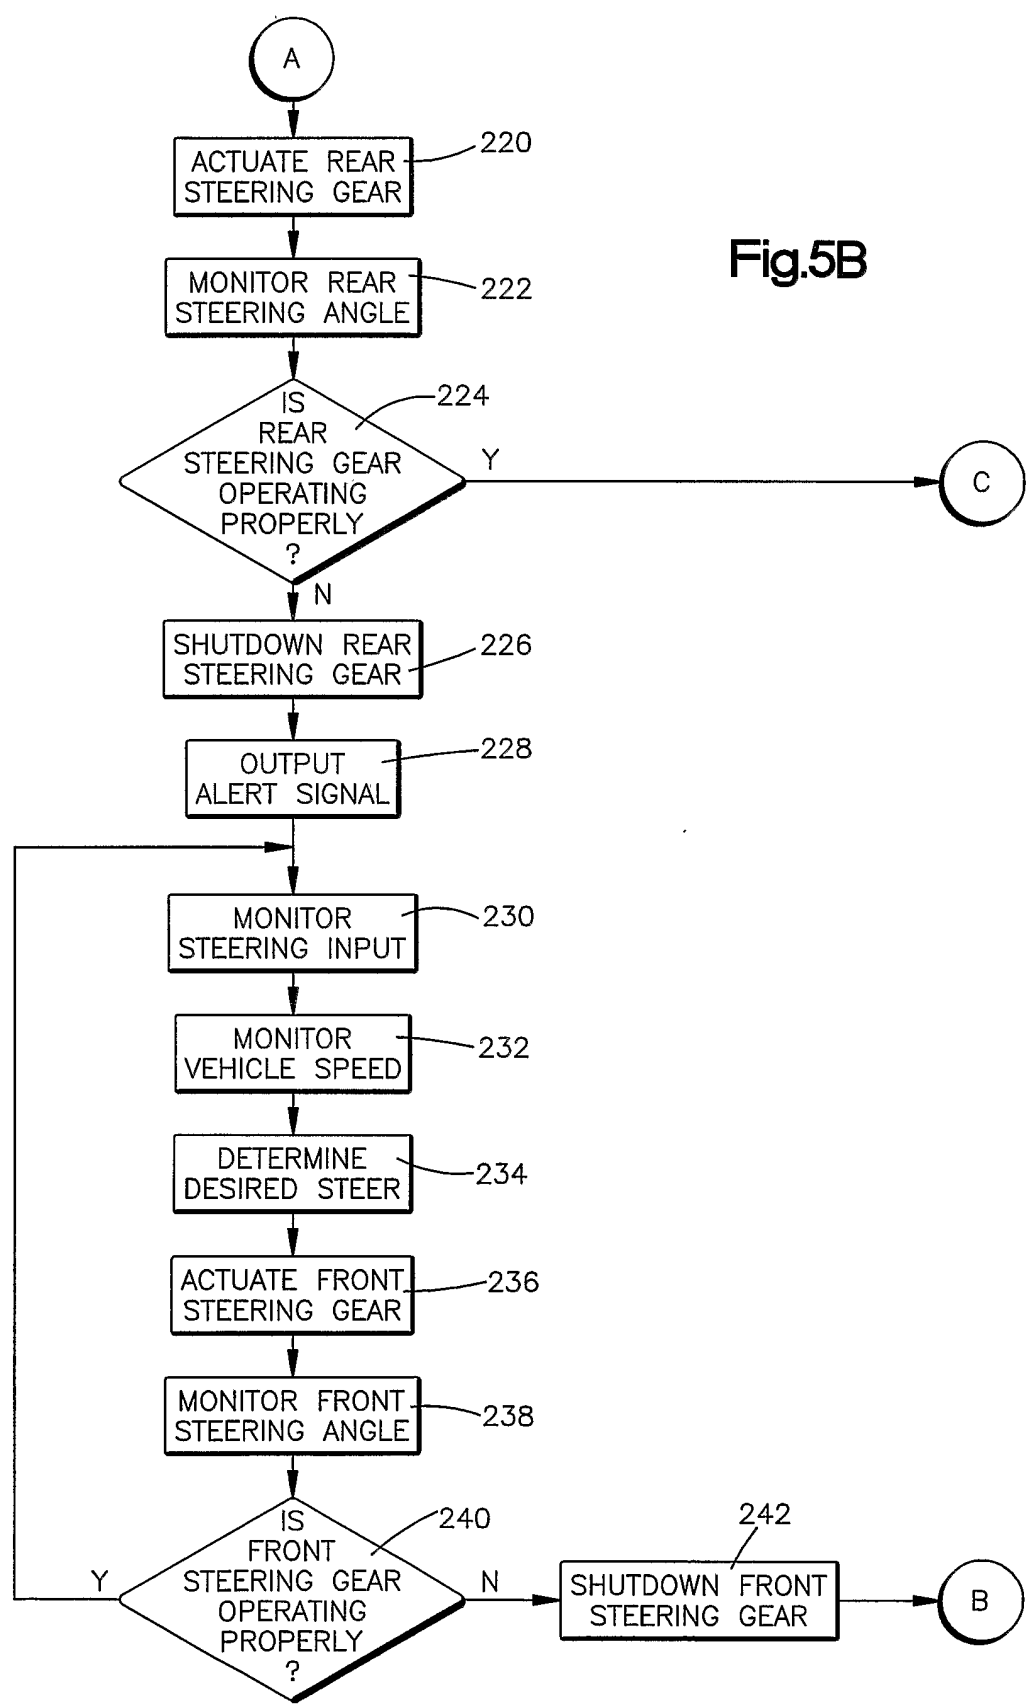 A
ACTUATE REAR
STEERING GEAR
220
Fig.5B
MONITOR REAR
STEERING ANGLE
222
IS
REAR
STEERING GEAR
OPERATING
PROPERLY
?
224
Y
C
N
SHUTDOWN REAR
STEERING GEAR
226
OUTPUT
ALERT SIGNAL
228
MONITOR
STEERING INPUT
230
MONITOR
VEHICLE SPEED
232
DETERMINE
DESIRED STEER
234
ACTUATE FRONT
STEERING GEAR
236
MONITOR FRONT
STEERING ANGLE
238
IS
FRONT
STEERING GEAR
OPERATING
PROPERLY
?
240
Y
N
242
SHUTDOWN FRONT
STEERING GEAR
B